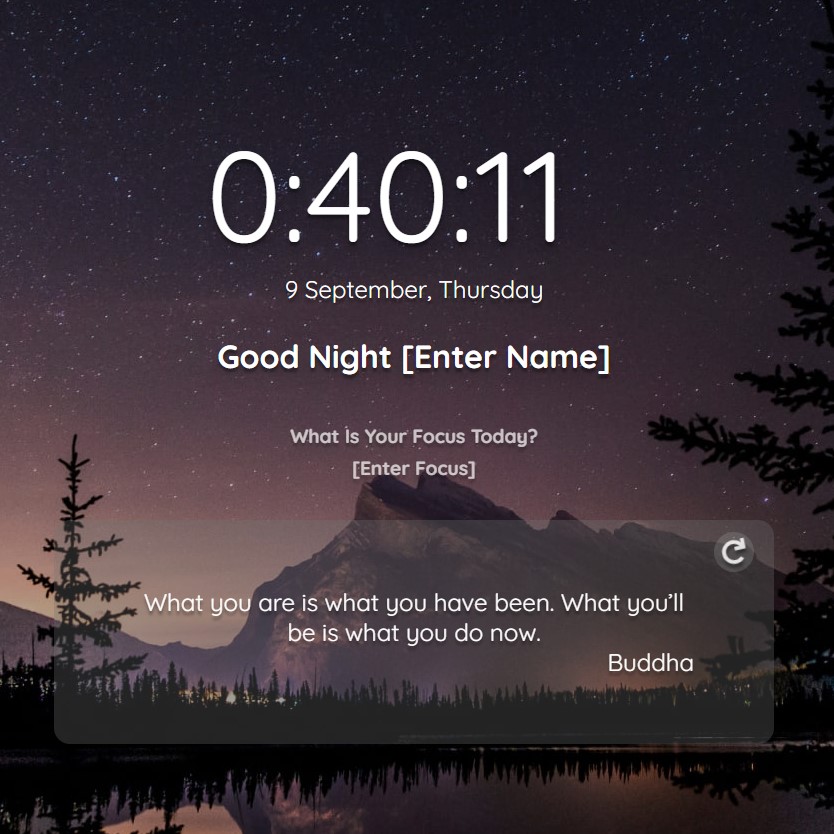 0:40:11
9 September, Thursday
Good Night [Enter Name]
What Is Your Focus Today?
[Enter Focus]
What you are is what you have been. What you’ll
be is what you do now.
Buddha